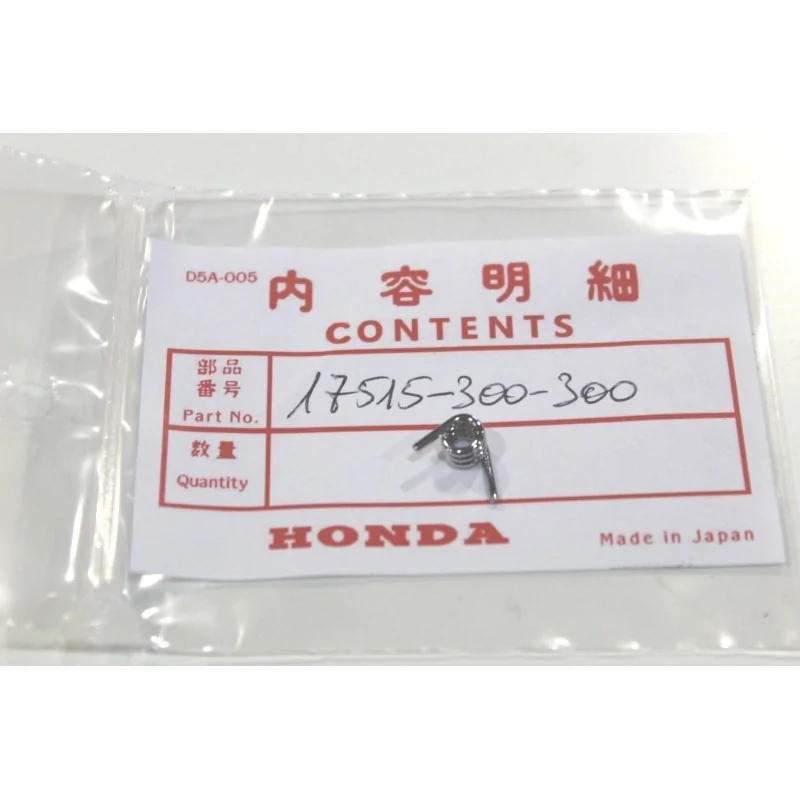 D5A-005
内容明細
CONTENTS
部品
番号
Part No.
17515-300-300
数量
Quantity
HONDA
Made in Japan